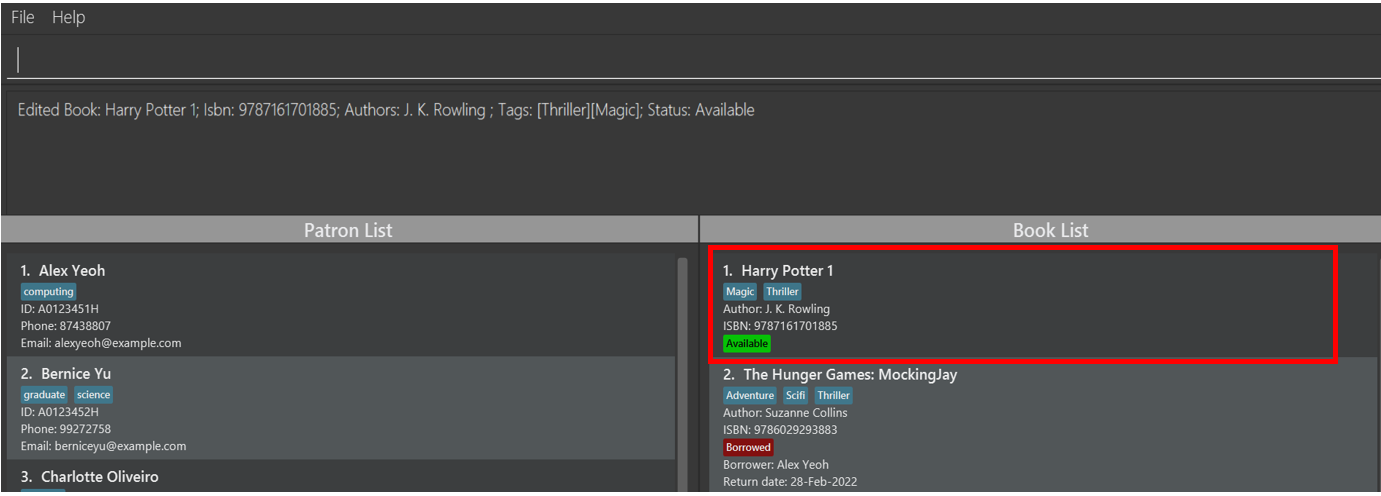 File Help
Edited Book: Harry Potter 1; Isbn: 9787161701885; Authors: J. K. Rowling ; Tags: [Thriller][Magic]; Status: Available
Patron List
1. Alex Yeoh
computing
ID: A0123451H
Phone: 87438807
Email: alexyeoh@example.com
2. Bernice Yu
graduate science
ID: A0123452H
Phone: 99272758
Email: berniceyu@example.com
3. Charlotte Oliveiro
Book List
1. Harry Potter 1
Magic Thriller
Author: J. K. Rowling
ISBN: 9787161701885
Available
2. The Hunger Games: MockingJay
Adventure Scifi Thriller
Author: Suzanne Collins
ISBN: 9786029293883
Borrowed
Borrower: Alex Yeoh
Return date: 28-Feb-2022